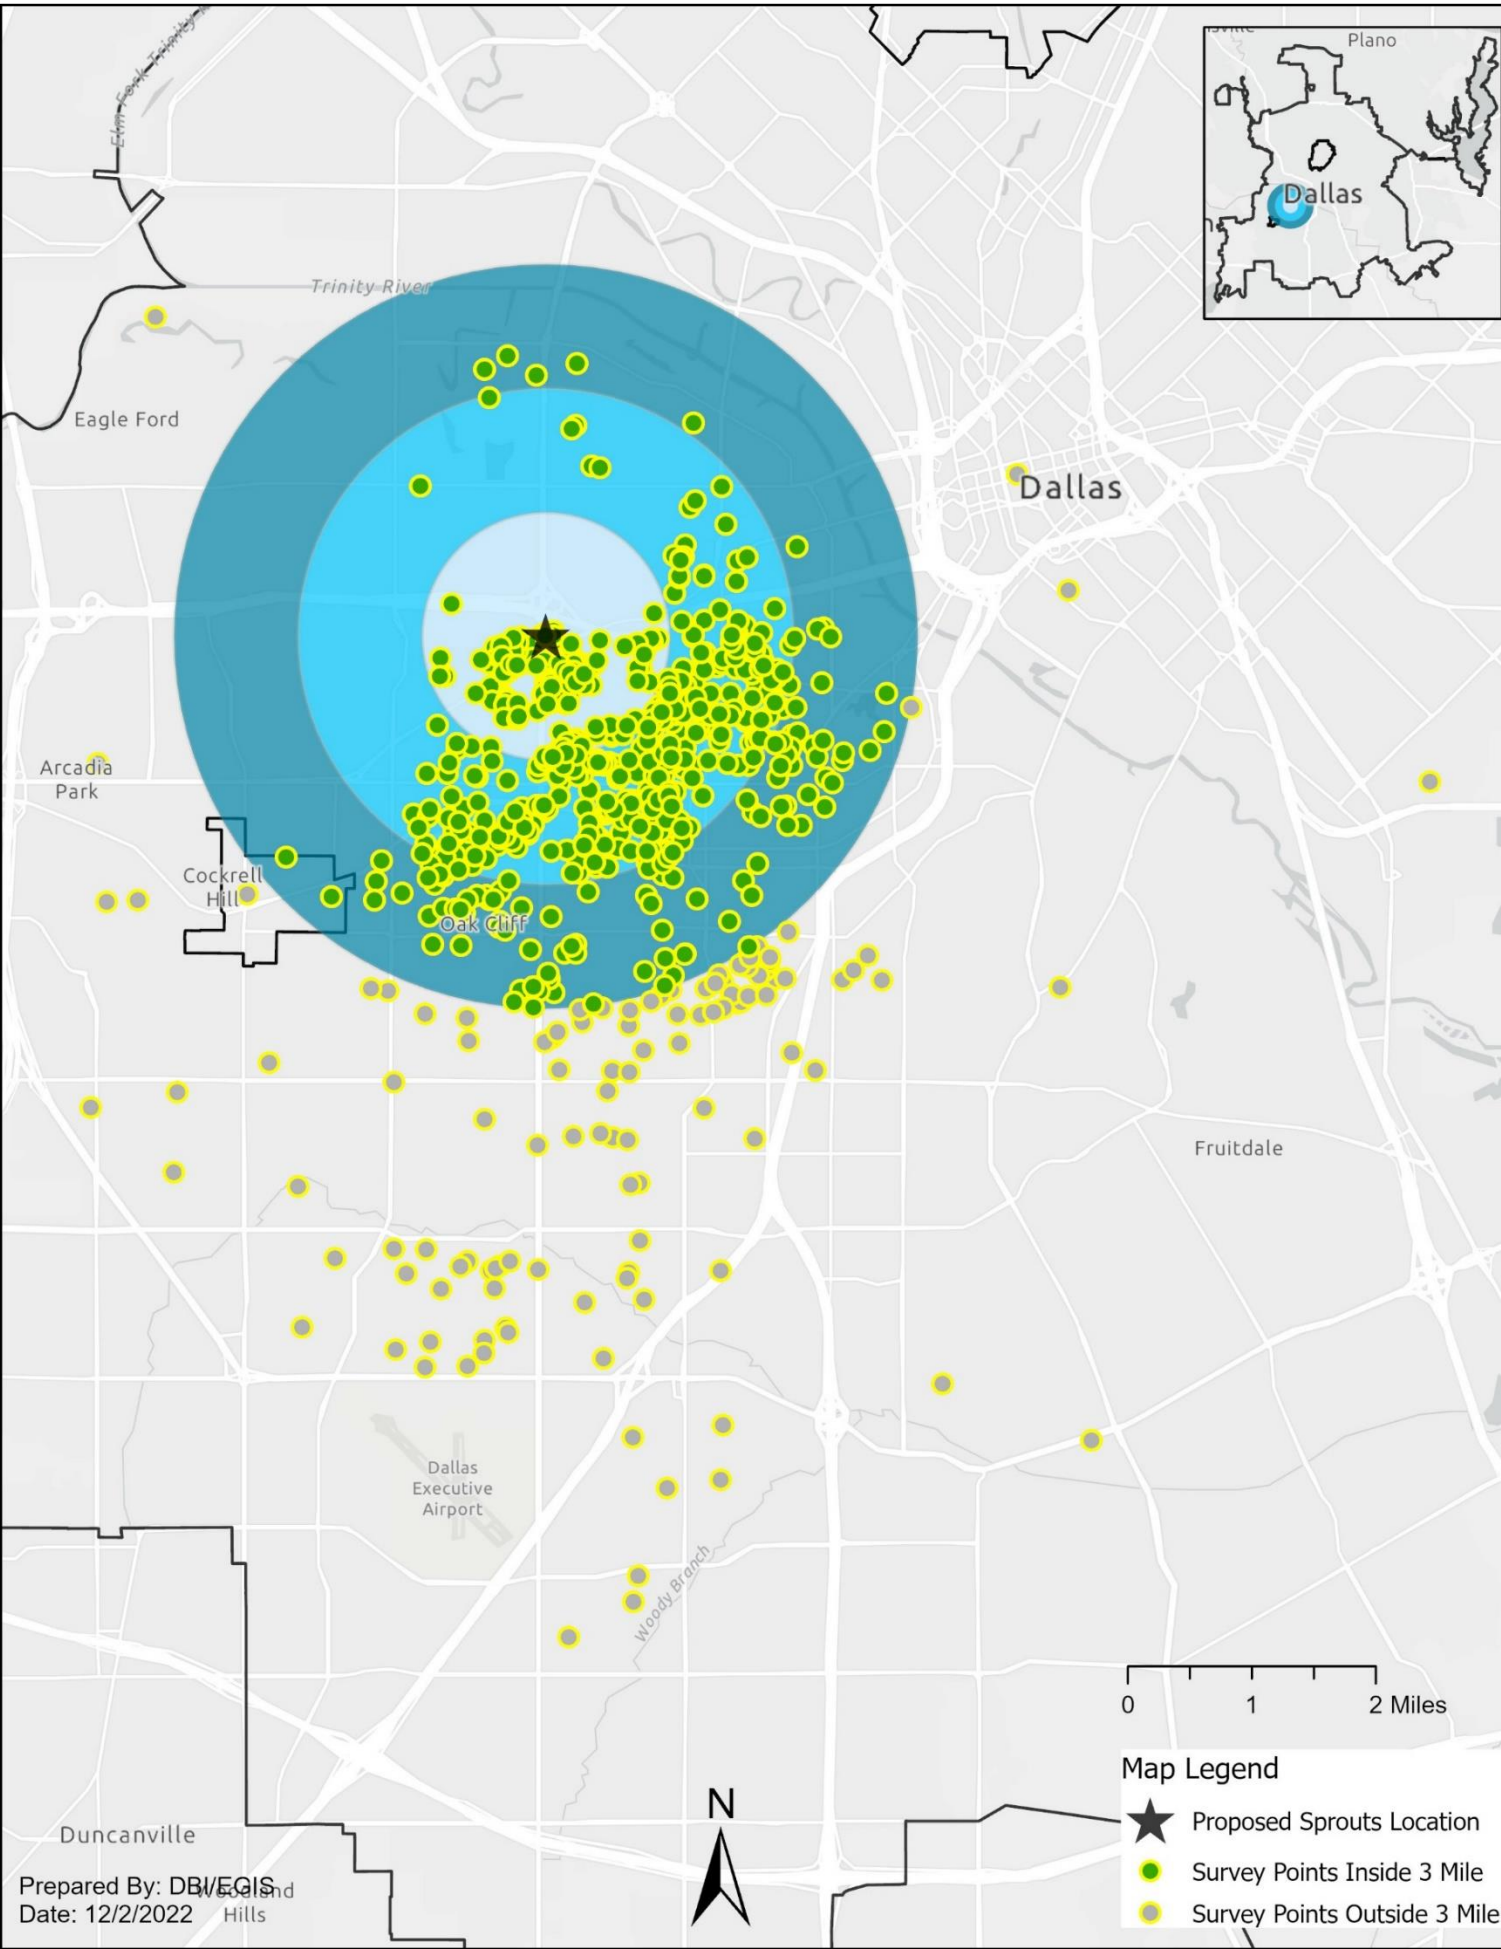 Plano
Dallas
Elm Fork Trinity
Trinity River
Eagle Ford
Dallas
Arcadia
Park
Cockrell
Hill
Oak Cliff
Fruitdale
Dallas
Executive
Airport
Woody Branch
0 1 2 Miles
Map Legend
Proposed Sprouts Location
Survey Points Inside 3 Mile
Survey Points Outside 3 Mile
N
Duncanville
Woodland
Hills
Prepared By: DBI/EGIS
Date: 12/2/2022